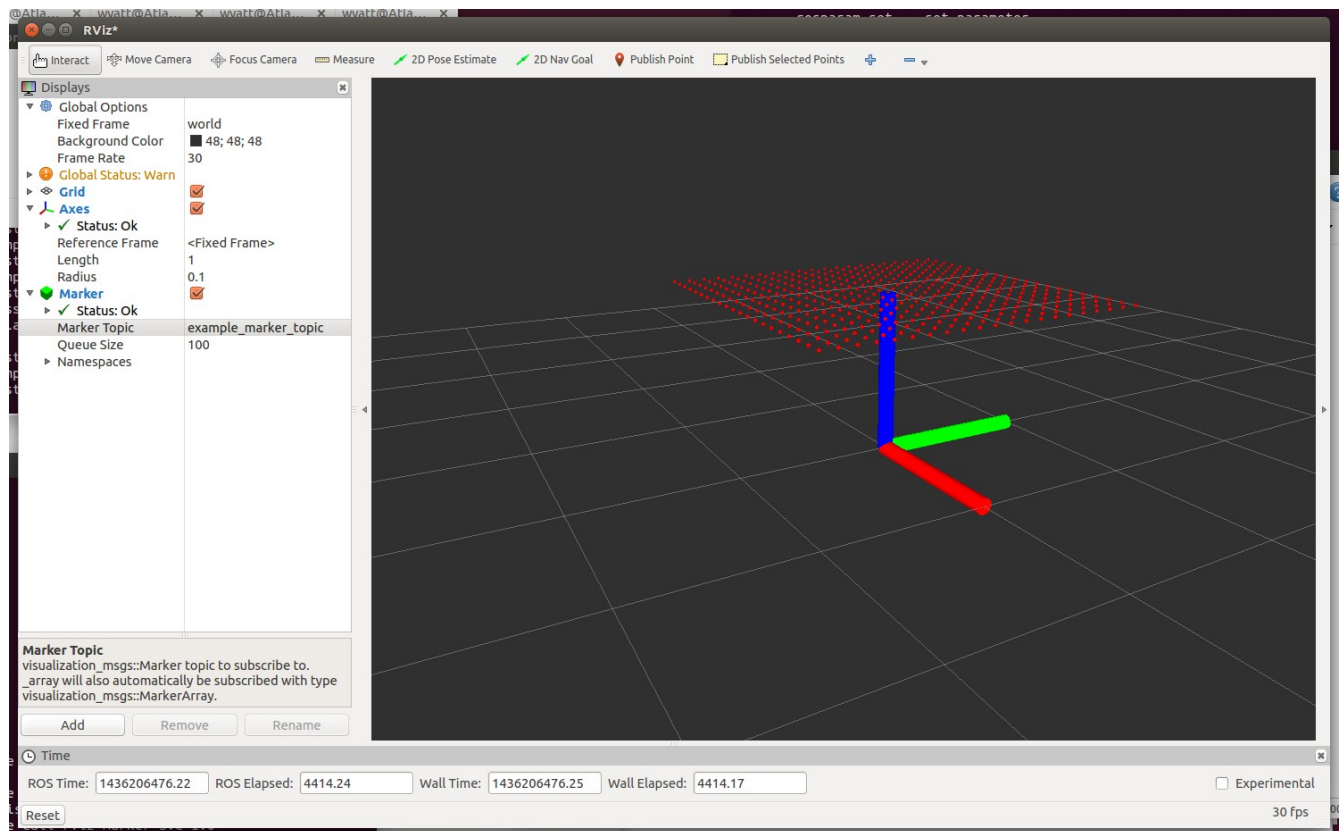 wyatt@Atla...
wyatt@Atla...
RViz*
Interact Move Camera Focus Camera Measure 2D Pose Estimate 2D Nav Goal Publish Point Publish Selected Points
Displays
Global Options
Fixed Frame world
Background Color 48; 48; 48
Frame Rate 30
Global Status: Warn
Grid
Axes
Status: Ok
Reference Frame <Fixed Frame>
Length 1
Radius 0.1
Marker
Status: Ok
Marker Topic example_marker_topic
Queue Size 100
Namespaces
Marker Topic
visualization_msgs::Marker topic to subscribe to.
_array will also automatically be subscribed with type
visualization_msgs::MarkerArray.
Add Remove Rename
Time
ROS Time: 1436206476.22 ROS Elapsed: 4414.24 Wall Time: 1436206476.25 Wall Elapsed: 4414.17 Experimental
Reset 30 fps